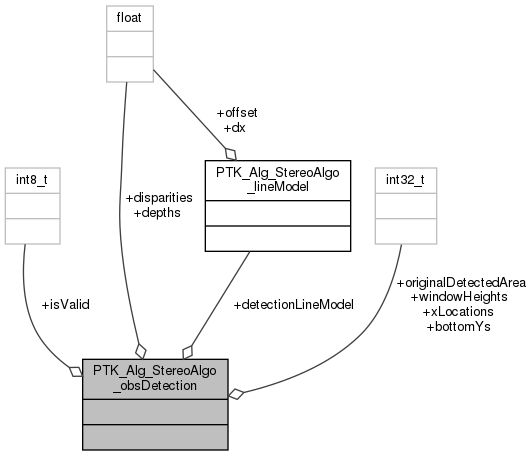 float
+offset
+dx
int8_t
PTK_Alg_StereoAlgo
_lineModel
int32_t
+disparities
+depths
+isValid
+detectionLineModel
+originalDetectedArea
+windowHeights
+xLocations
+bottomYs
PTK_Alg_StereoAlgo
_obsDetection